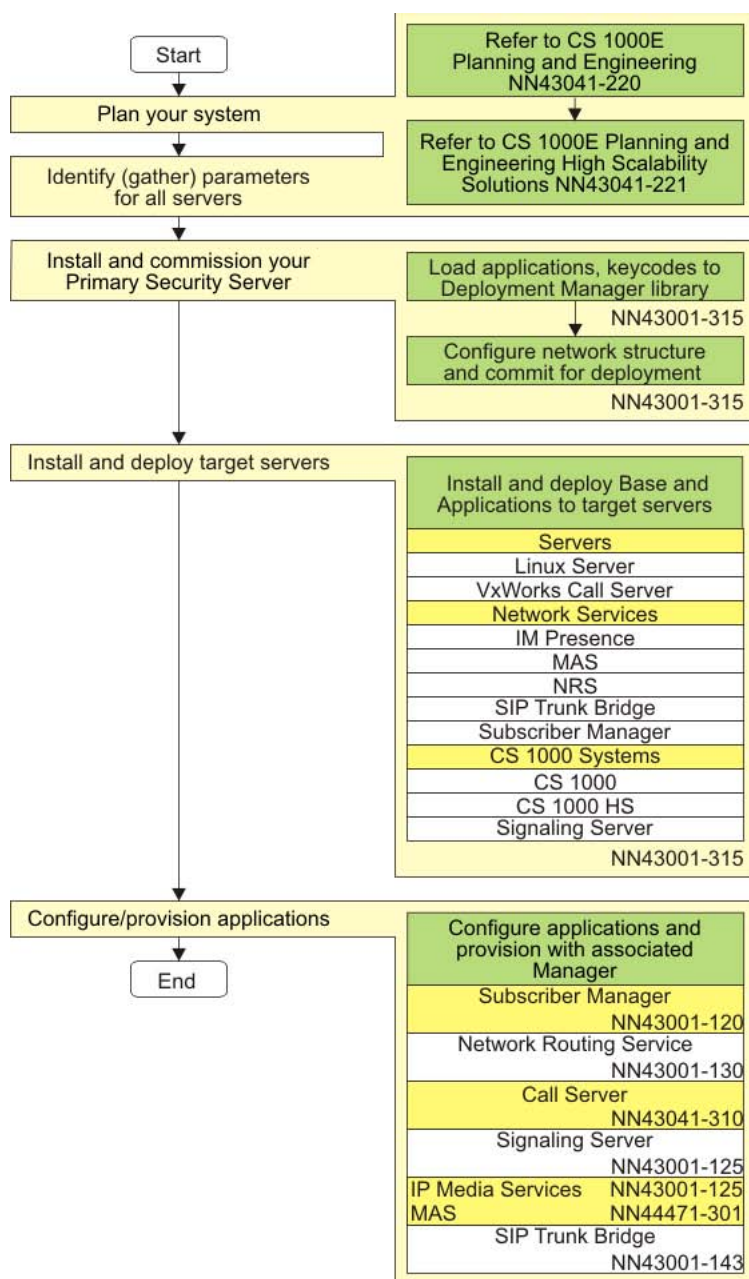 Start
Refer to CS 1000E
Planning and Engineering
NN43041-220
Plan your system
Refer to CS 1000E Planning and
Engineering High Scalability
Solutions NN43041-221
Identify (gather) parameters
for all servers
Install and commission your
Primary Security Server
Load applications, keycodes to
Deployment Manager library
NN43001-315
Configure network structure
and commit for deployment
NN43001-315
Install and deploy target servers
Install and deploy Base and
Applications to target servers
Servers
Linux Server
VxWorks Call Server
Network Services
IM Presence
MAS
NRS
SIP Trunk Bridge
Subscriber Manager
CS 1000 Systems
CS 1000
CS 1000 HS
Signaling Server
NN43001-315
Configure/provision applications
End
Configure applications and
provision with associated
Manager
Subscriber Manager
NN43001-120
Network Routing Service
NN43001-130
Call Server
NN43041-310
Signaling Server
NN43001-125
IP Media Services NN43001-125
MAS NN44471-301
SIP Trunk Bridge
NN43001-143